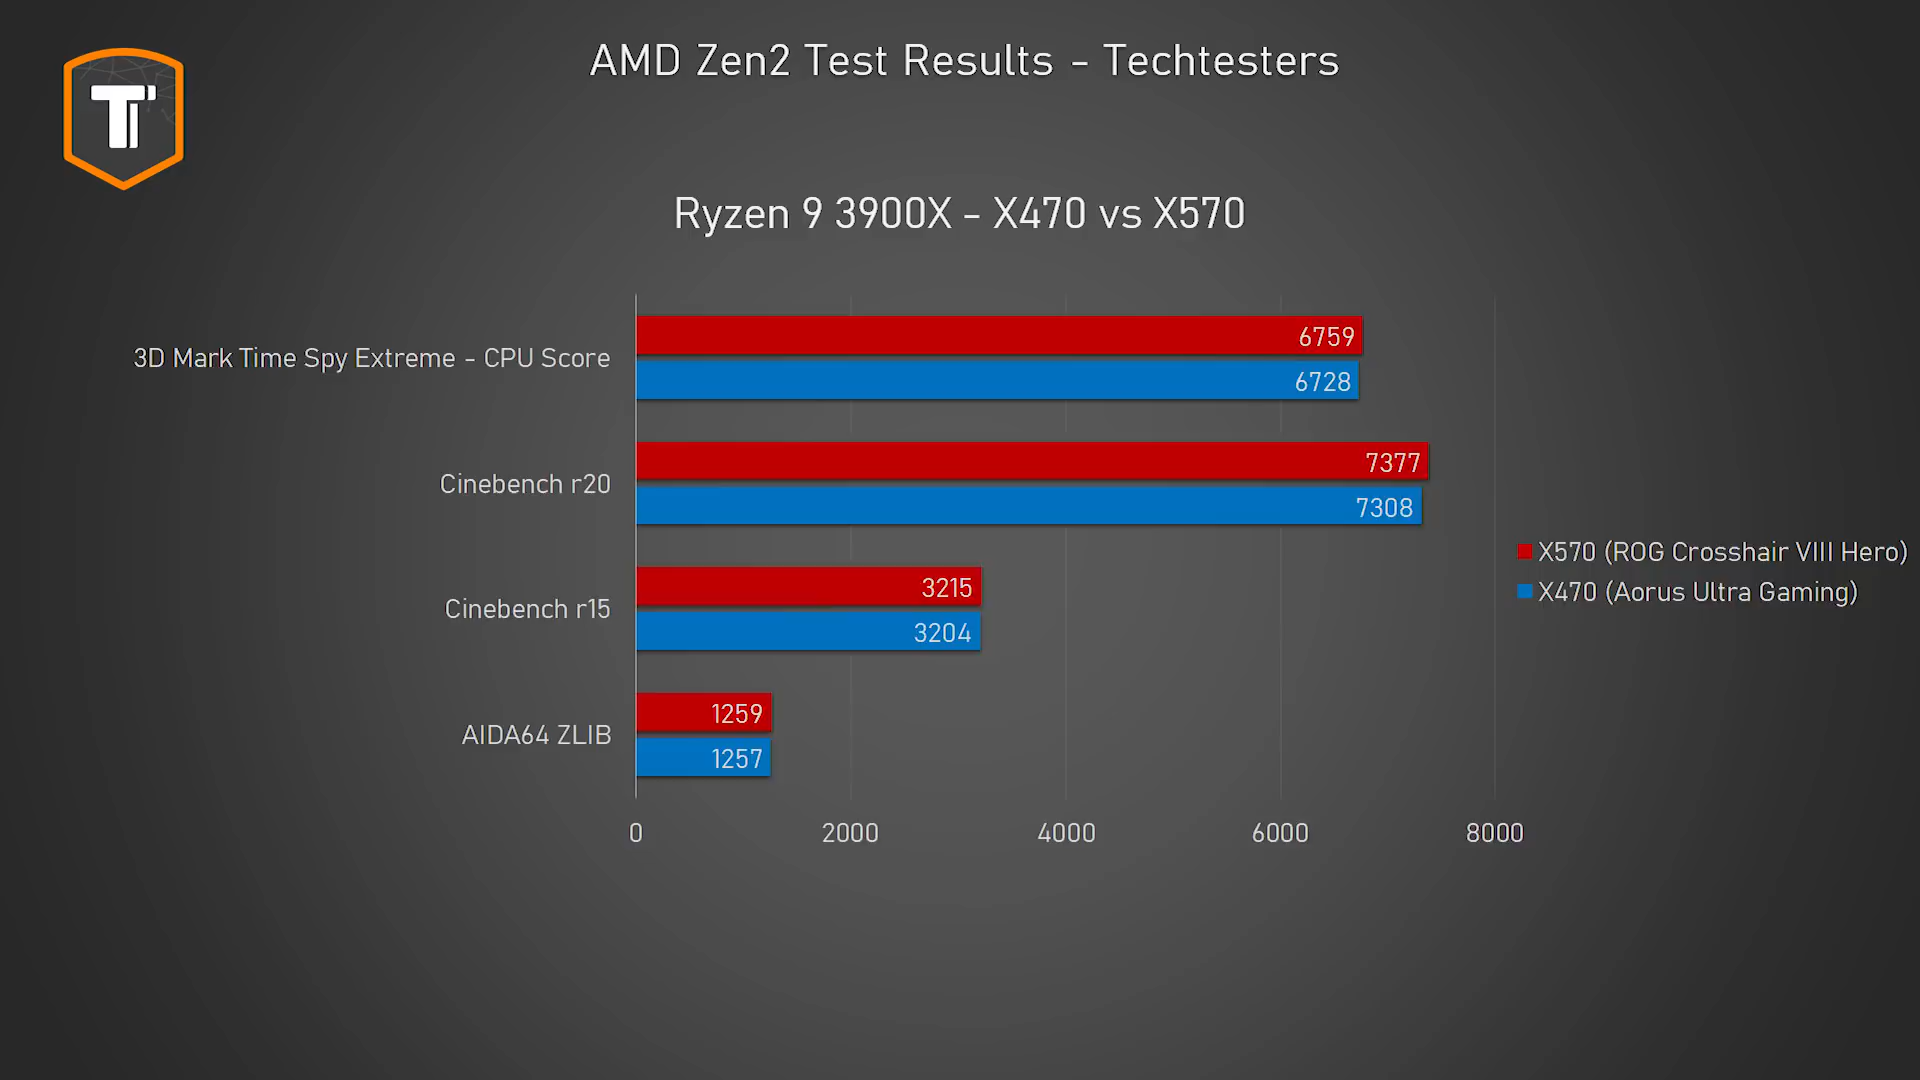 AMD Zen2 Test Results - Techtesters
T
Ryzen 9 3900X - X470 vs X570
3D Mark Time Spy Extreme - CPU Score
6759
6728
Cinebench r20
7377
7308
X570 (ROG Crosshair VIII Hero)
X470 (Aorus Ultra Gaming)
Cinebench r15
3215
3204
AIDA64 ZLIB
1259
1257
0 2000 4000 6000 8000